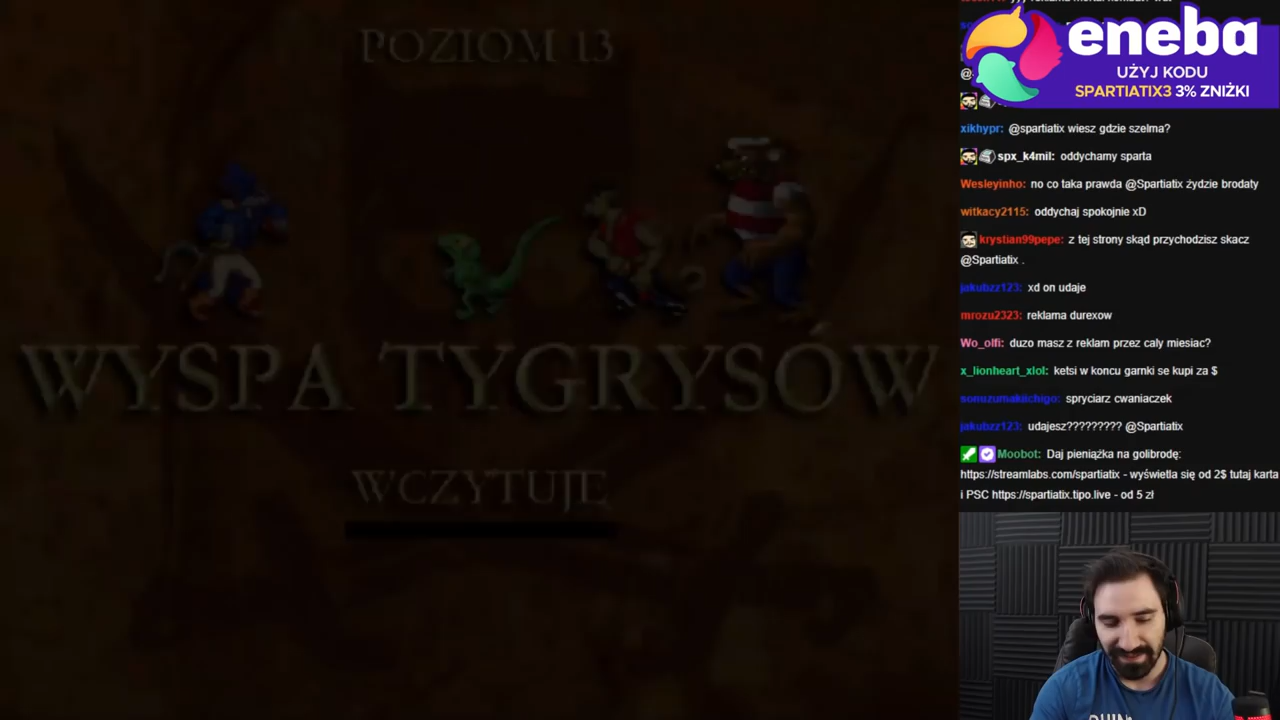 POZIOM 13
WYSPA TYGRYSÓW
WCZYTUJE
eneba
UŻYJ KODU
SPARTIATIX3 3% ZNIŻKI
xikhypr: @spartiatix wiesz gdzie szelma?
spx_k4mil: oddychamy sparta
Wesleyinho: no co taka prawda @Spartiatix żydzie brodaty
witkacy2115: oddychaj spokojnie xD
krystian99pepe: z tej strony skąd przychodzisz skacz
@Spartiatix .
jakubzz123: xd on udaje
mrozu2323: reklama durexow
Wo_olfi: duzo masz z reklam przez caly miesiac?
x_lionheart_xlol: ketsi w koncu garnki se kupi za $
sonuzumakiichigo: spryciarz cwaniaczek
jakubzz123: udajesz????????? @Spartiatix
Moobot: Daj pieniążka na golibrodę:
https://streamlabs.com/spartiatix - wyświetla się od 2$ tutaj karta
i PSC https://spartiatix.tipo.live - od 5 zł